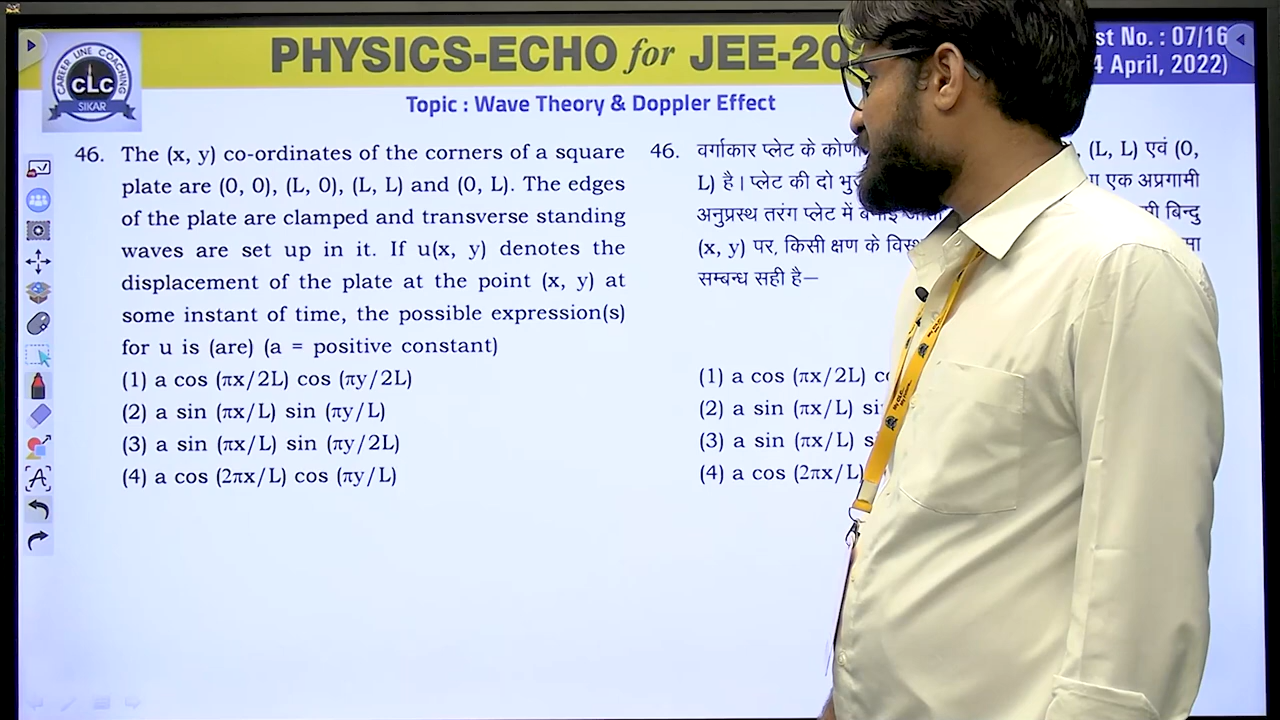 PHYSICS-ECHO for JEE-20
st No. : 07/16
4 April, 2022)
CAREER LINE COACHING
CLC
SIKAR
Topic : Wave Theory & Doppler Effect
46. The (x, y) co-ordinates of the corners of a square
plate are (0, 0), (L, 0), (L, L) and (0, L). The edges
of the plate are clamped and transverse standing
waves are set up in it. If u(x, y) denotes the
displacement of the plate at the point (x, y) at
some instant of time, the possible expression(s)
for u is (are) (a = positive constant)
(1) a cos (πx/2L) cos (πy/2L)
(2) a sin (πx/L) sin (πy/L)
(3) a sin (πx/L) sin (πy/2L)
(4) a cos (2πx/L) cos (πy/L)
46. वर्गाकार प्लेट के , (L, L) एवं (0,
L) है। प्लेट की दो एक अप्रगामी
अनुप्रस्थ तरंग प्लेट में बिन्दु
(x, y) पर, किसी क्षण के
सम्बन्ध सही है–
(1) a cos (πx/2L)
(2) a sin (πx/L)
(3) a sin (πx/L)
(4) a cos (2πx/L)